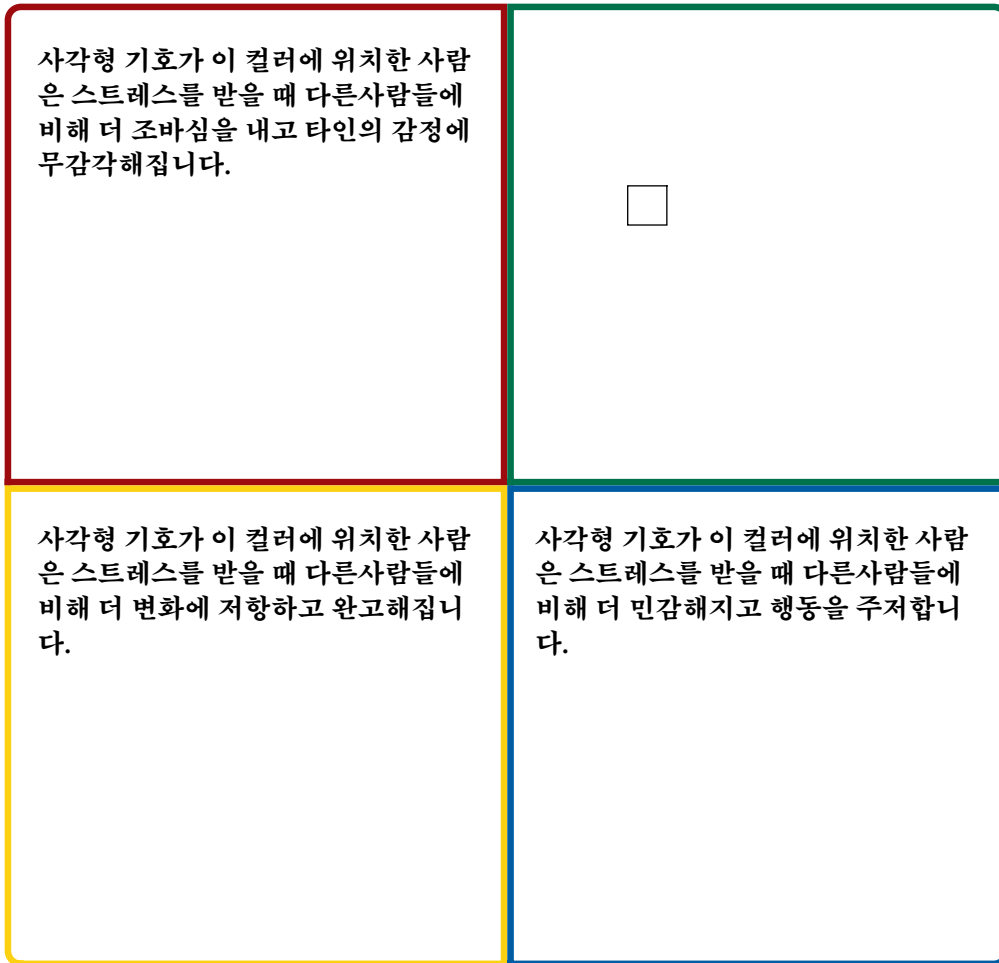 사각형 기호가 이 컬러에 위치한 사람
은 스트레스를 받을 때 다른사람들에
비해 더 조바심을 내고 타인의 감정에
무감각해집니다.
사각형 기호가 이 컬러에 위치한 사람
은 스트레스를 받을 때 다른사람들에
비해 더 변화에 저항하고 완고해집니
다.
사각형 기호가 이 컬러에 위치한 사람
은 스트레스를 받을 때 다른사람들에
비해 더 민감해지고 행동을 주저합니
다.